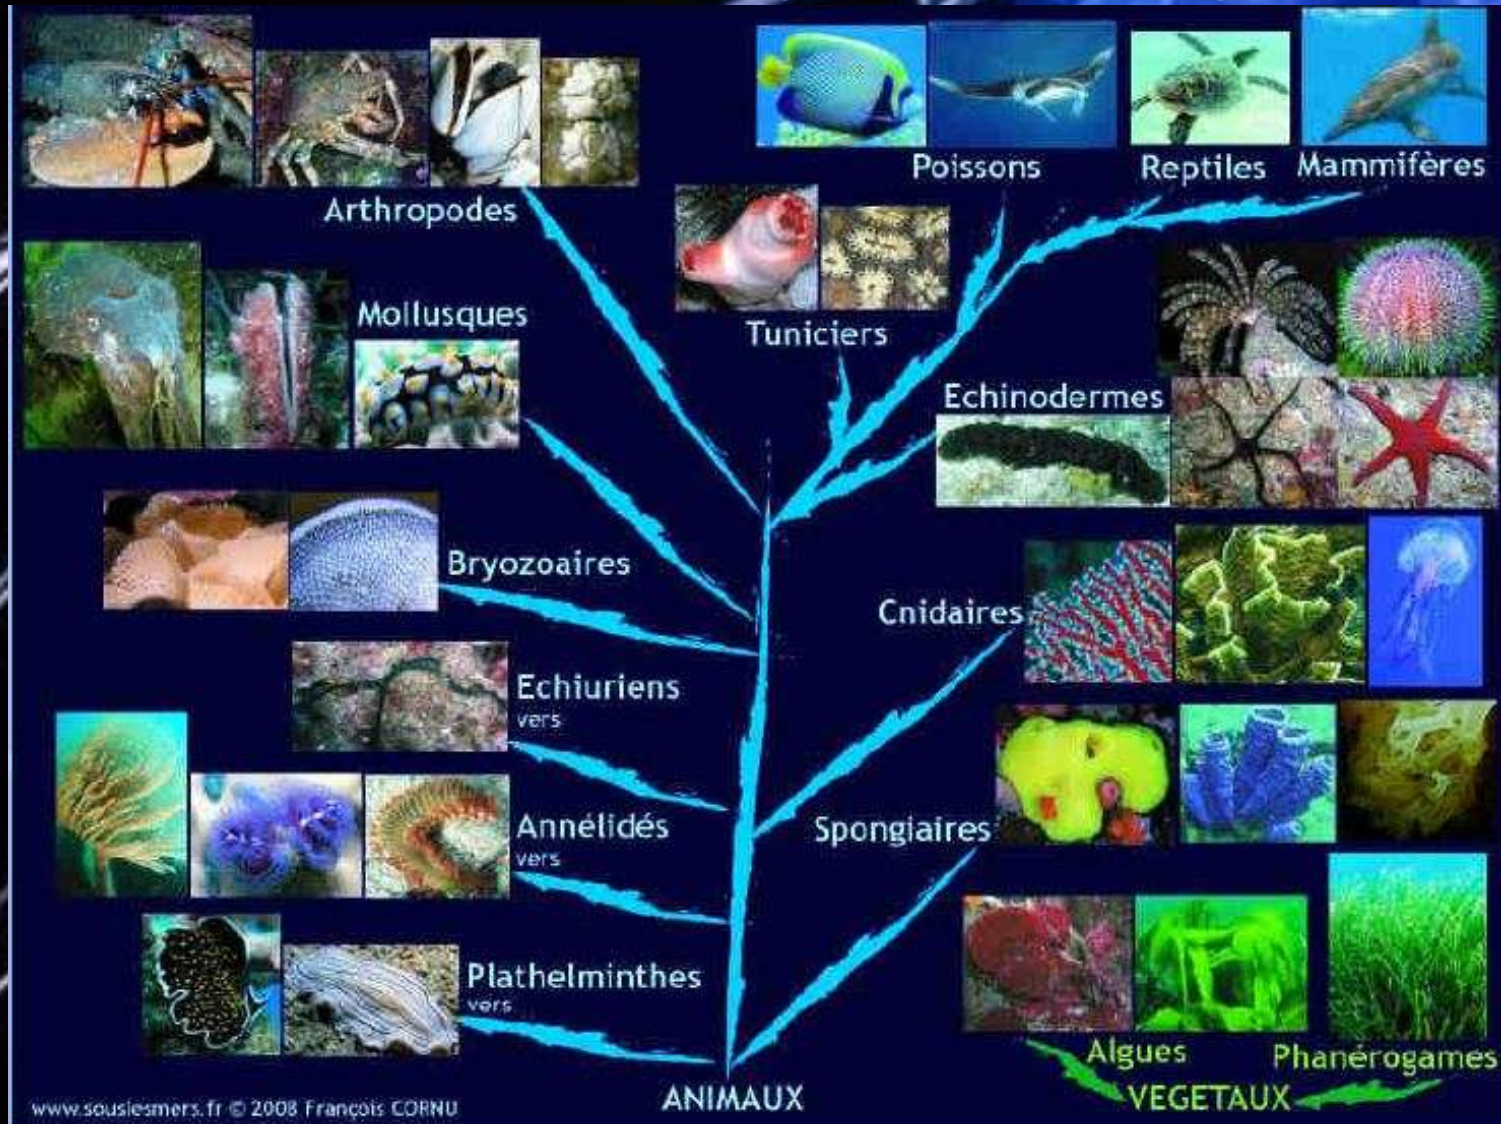 Poissons
Reptiles
Mammifères
Arthropodes
Mollusques
Tuniciers
Echinodermes
Bryozoaires
Cnidaires
Echiuriens
vers
Annélidés
vers
Spongiaires
Plathelminthes
vers
Algues
Phanérogames
ANIMAUX
VEGETAUX
www.souslesmers.fr © 2008 François CORNU